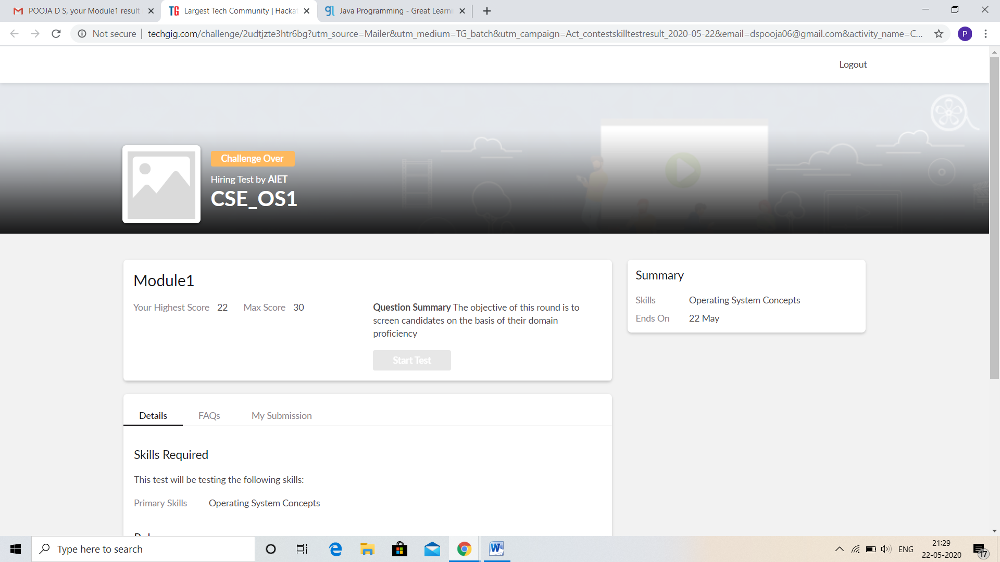 POOJA D S, your Module1 result
TG Largest Tech Community | Hacka
gl Java Programming - Great Learni
Not secure | techgig.com/challenge/2udtjzte3htr6bg?utm_source=Mailer&utm_medium=TG_batch&utm_campaign=Act_contestskilltestresult_2020-05-22&email=dspooja06@gmail.com&activity_name=C...
P
Logout
Challenge Over
Hiring Test by AIET
CSE_OS1
Module1
Your Highest Score 22 Max Score 30
Question Summary The objective of this round is to
screen candidates on the basis of their domain
proficiency
Start Test
Summary
Skills Operating System Concepts
Ends On 22 May
Details FAQs My Submission
Skills Required
This test will be testing the following skills:
Primary Skills Operating System Concepts
Type here to search
W
ENG
21:29
22-05-2020
17